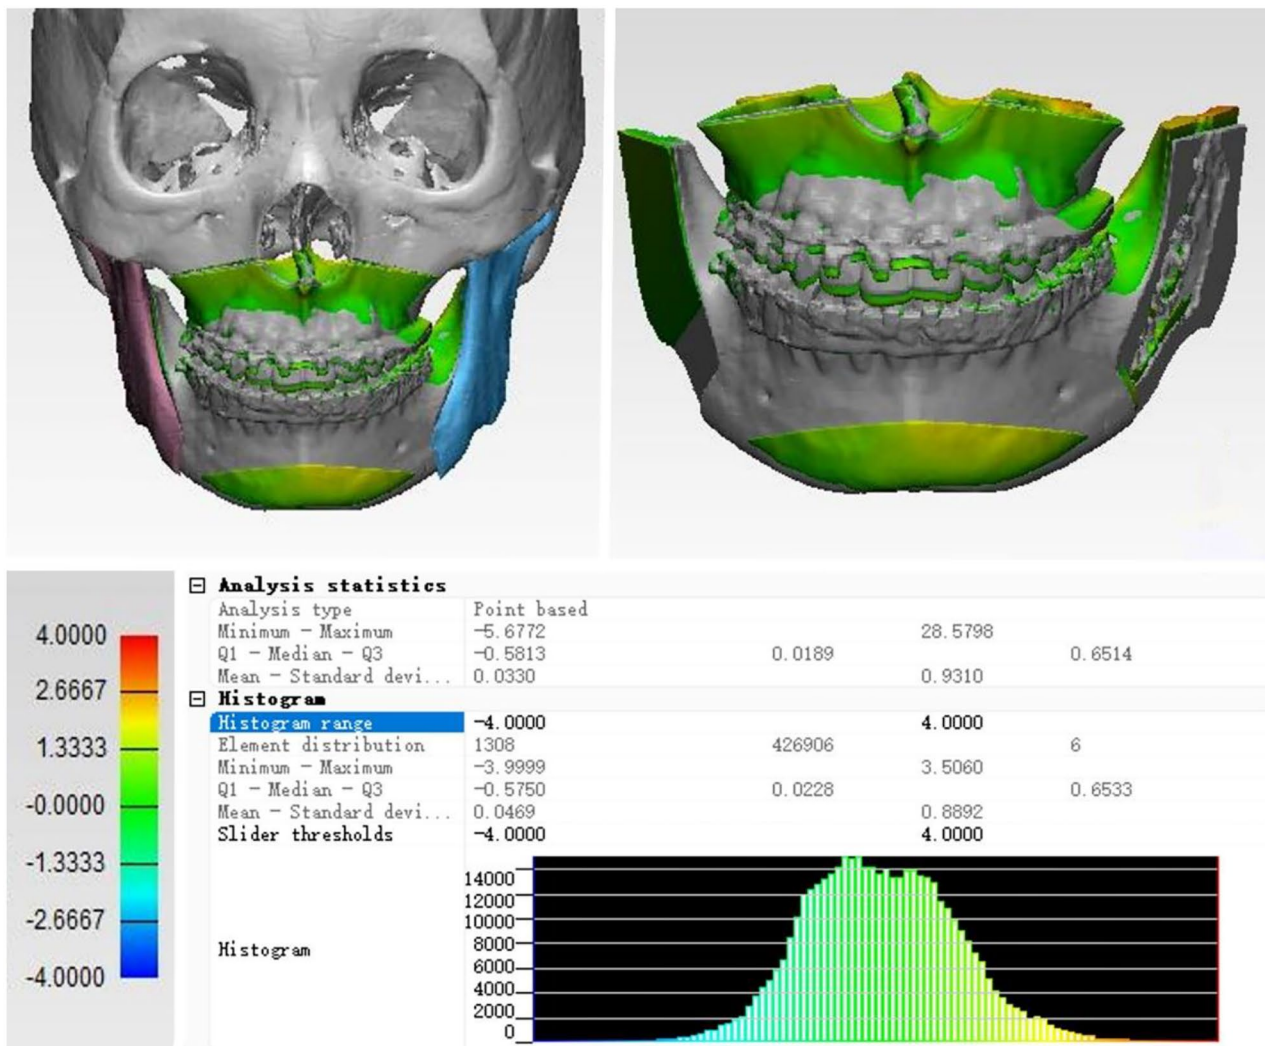 4.0000
2.6667
1.3333
-0.0000
-1.3333
-2.6667
-4.0000
Analysis statistics
Analysis type Point based
Minimum - Maximum -5.6772 28.5798
Q1 - Median - Q3 -0.5813 0.0189 0.6514
Mean - Standard devi... 0.0330 0.9310
Histogram
Histogram range -4.0000 4.0000
Element distribution 1308 426906 6
Minimum - Maximum -3.9999 3.5060
Q1 - Median - Q3 -0.5750 0.0228 0.6533
Mean - Standard devi... 0.0469 0.8892
Slider thresholds -4.0000 4.0000
Histogram
14000
12000
10000
8000
6000
4000
2000
0